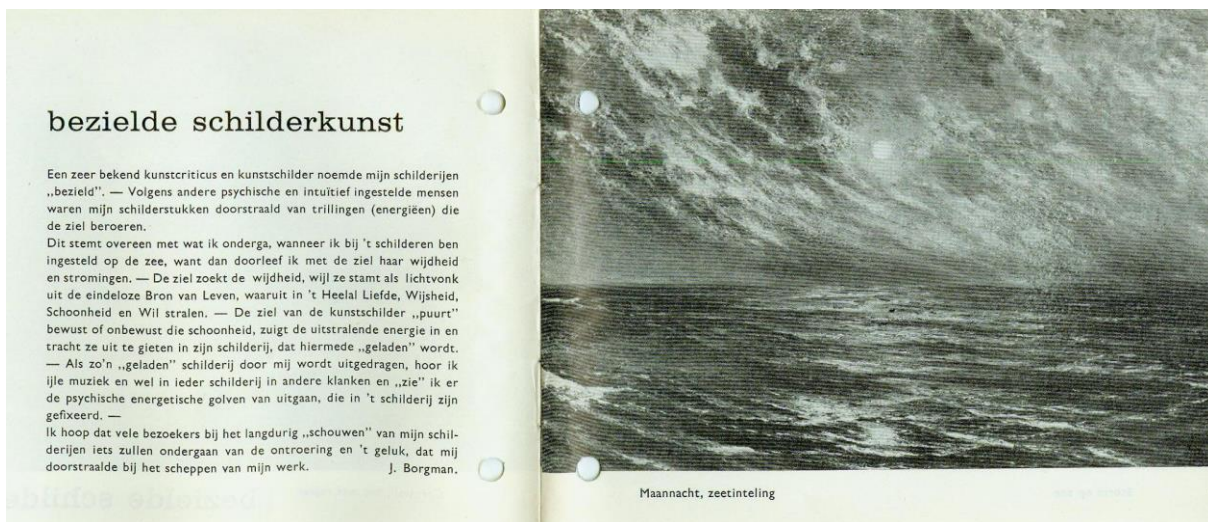 bezielde schilderkunst
Een zeer bekend kunstcriticus en kunstschilder noemde mijn schilderijen
„bezield”. — Volgens andere psychische en intuïtief ingestelde mensen
waren mijn schilderstukken doorstraald van trillingen (energieën) die
de ziel beroeren.
Dit stemt overeen met wat ik onderga, wanneer ik bij 't schilderen ben
ingesteld op de zee, want dan doorleef ik met de ziel haar wijdheid
en stromingen. — De ziel zoekt de wijdheid, wijl ze stamt als lichtvonk
uit de eindeloze Bron van Leven, waaruit in 't Heelal Liefde, Wijsheid,
Schoonheid en Wil stralen. — De ziel van de kunstschilder „puurt”
bewust of onbewust die schoonheid, zuigt de uitstralende energie in en
tracht ze uit te gieten in zijn schilderij, dat hiermede „geladen” wordt.
— Als zo'n „geladen” schilderij door mij wordt uitgedragen, hoor ik
ijle muziek en wel in ieder schilderij in andere klanken en „zie” ik er
de psychische energetische golven van uitgaan, die in 't schilderij zijn
gefixeerd. —
Ik hoop dat vele bezoekers bij het langdurig „schouwen” van mijn schil-
derijen iets zullen ondergaan van de ontroering en 't geluk, dat mij
doorstraalde bij het scheppen van mijn werk. J. Borgman.
Maannacht, zeetinteling